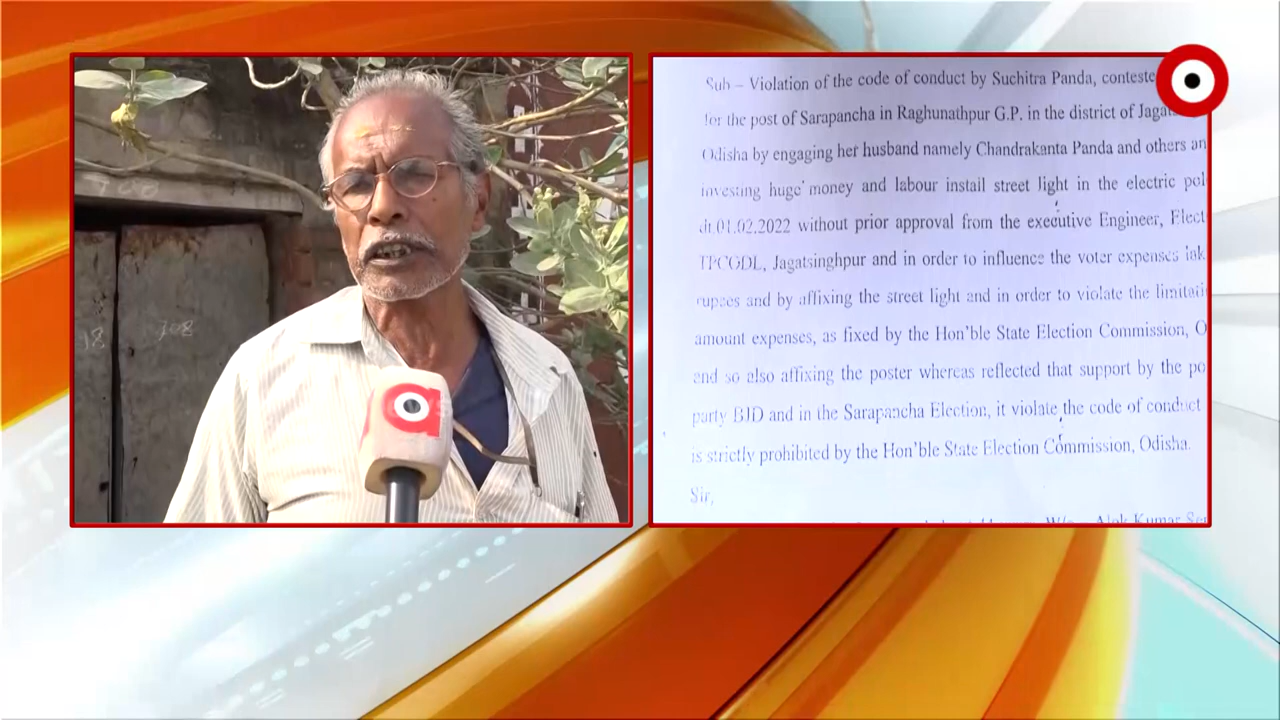 Sub – Violation of the code of conduct by Suchitra Panda, conteste
for the post of Sarapancha in Raghunathpur G.P. in the district of
Odisha by engaging her husband namely Chandrakanta Panda and others an
investing huge money and labour install street light in the electric pol
dt.01.02.2022 without prior approval from the executive Engineer, Elect
TPCODL, Jagatsinghpur and in order to influence the voter expenses lak
rupees and by affixing the street light and in order to violate the limitati
amount expenses, as fixed by the Hon'ble State Election Commission, O
end so also affixing the poster whereas reflected that support by the po
party BJD and in the Sarapancha Election, it violate the code of conduct
is strictly prohibited by the Hon'ble State Election Commission, Odisha.
Sir,
W/o Alok Kumar
108
a